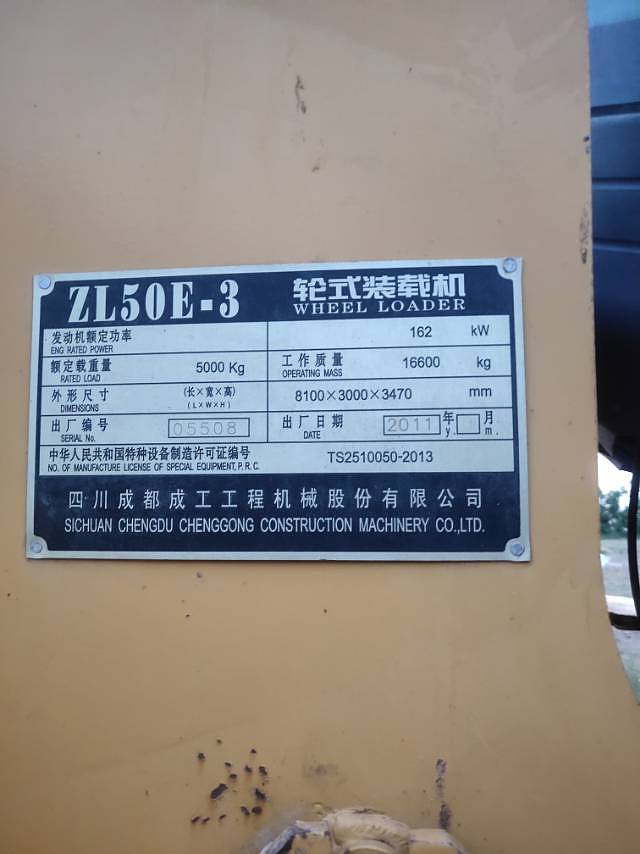 ZL50E-3 轮式装载机
WHEEL LOADER
发动机额定功率 162 kW
ENG RATED POWER
额定载重量 5000 Kg 工作质量 16600 kg
RATED LOAD OPERATING MASS
外形尺寸 (长×宽×高) 8100×3000×3470 mm
DIMENSIONS (L×W×H)
出厂编号 05508 出厂日期 2011 年 月
SERIAL No. DATE y. m.
中华人民共和国特种设备制造许可证编号 TS2510050-2013
NO. OF MANUFACTURE LICENSE OF SPECIAL EQUIPMENT, P. R. C.
四川成都成工工程机械股份有限公司
SICHUAN CHENGDU CHENGGONG CONSTRUCTION MACHINERY CO.,LTD.